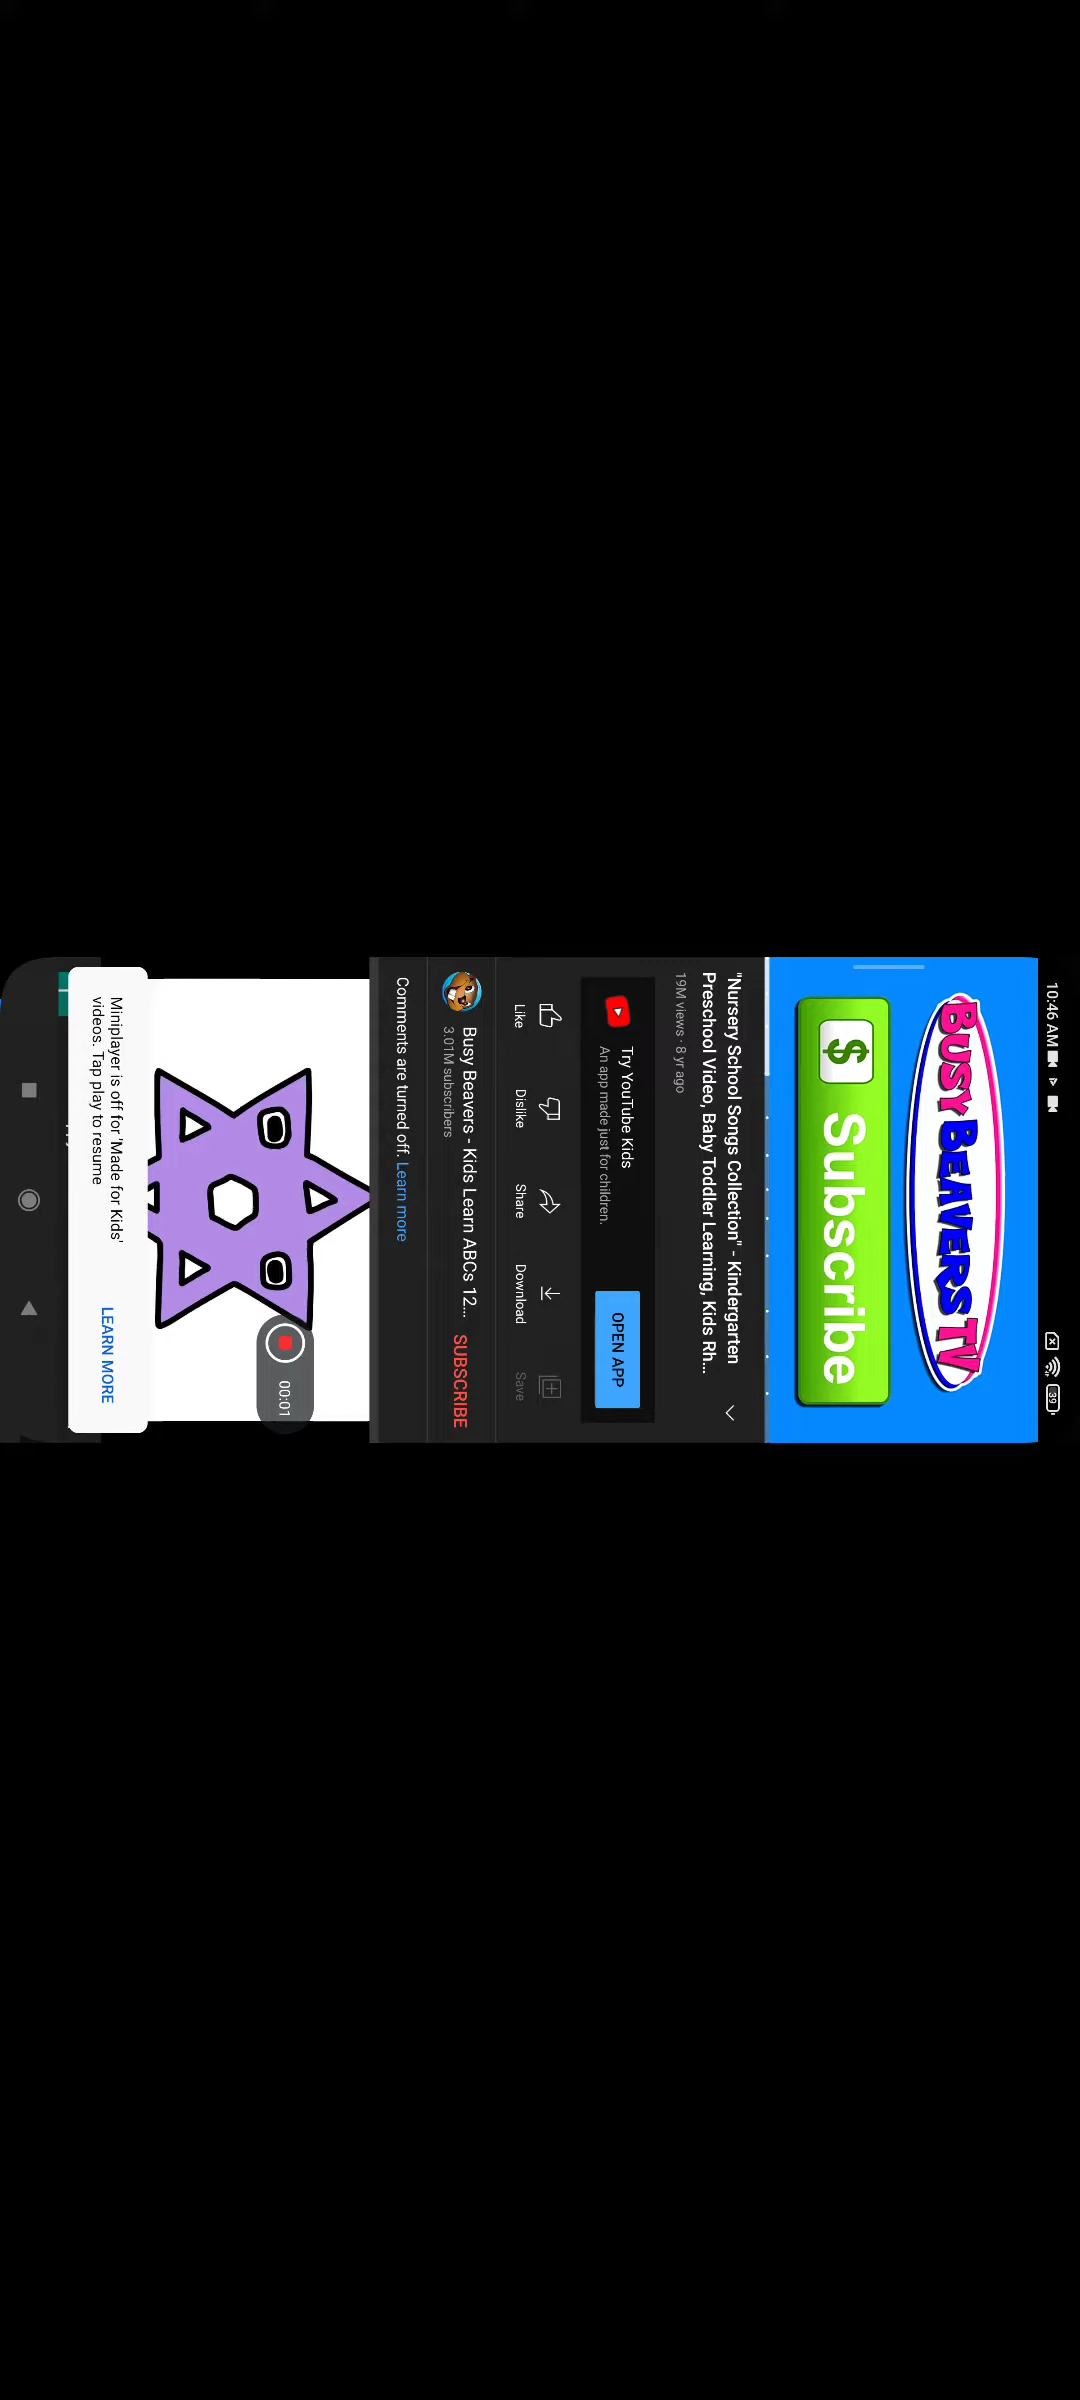 10:46 AM
39
BUSY BEAVERS TV
$ Subscribe
"Nursery School Songs Collection" - Kindergarten
Preschool Video, Baby Toddler Learning, Kids Rh...
19M views · 8 yr ago
Try YouTube Kids
An app made just for children.
OPEN APP
Like
Dislike
Share
Download
Save
Busy Beavers - Kids Learn ABCs 12...
3.01M subscribers
SUBSCRIBE
Comments are turned off. Learn more
00:01
Miniplayer is off for 'Made for Kids'
videos. Tap play to resume
LEARN MORE